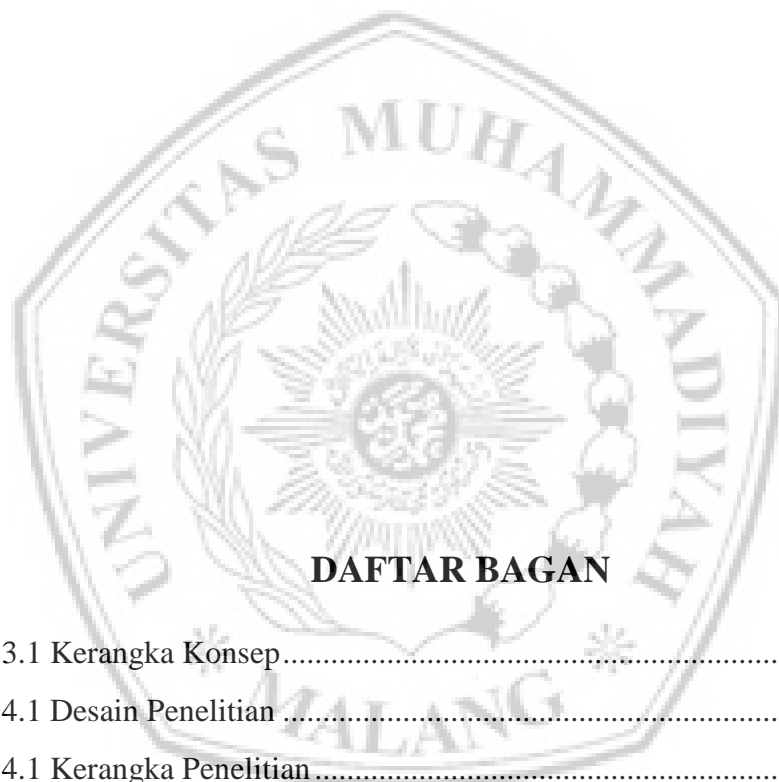 UNIVERSITAS MUHAMMADIYAH
MALANG
DAFTAR BAGAN
3.1 Kerangka Konsep................................................................
4.1 Desain Penelitian ................................................................
4.1 Kerangka Penelitian............................................................